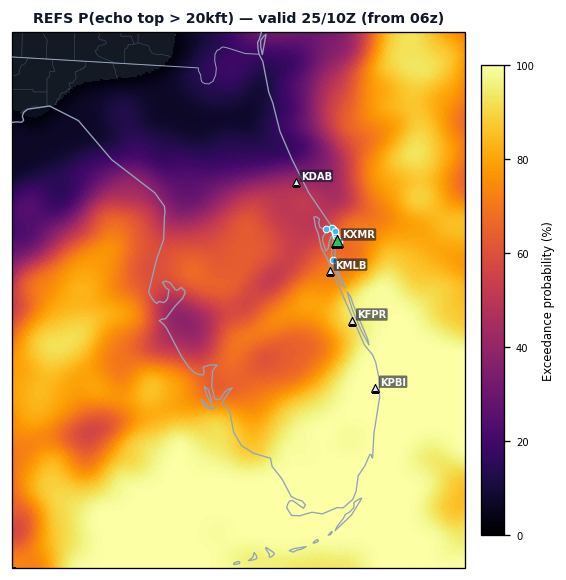 REFS P(echo top > 20kft) — valid 25/10Z (from 06z)
KDAB
KXMR
KMLB
KFPR
KPBI
100
80
60
40
20
0
Exceedance probability (%)